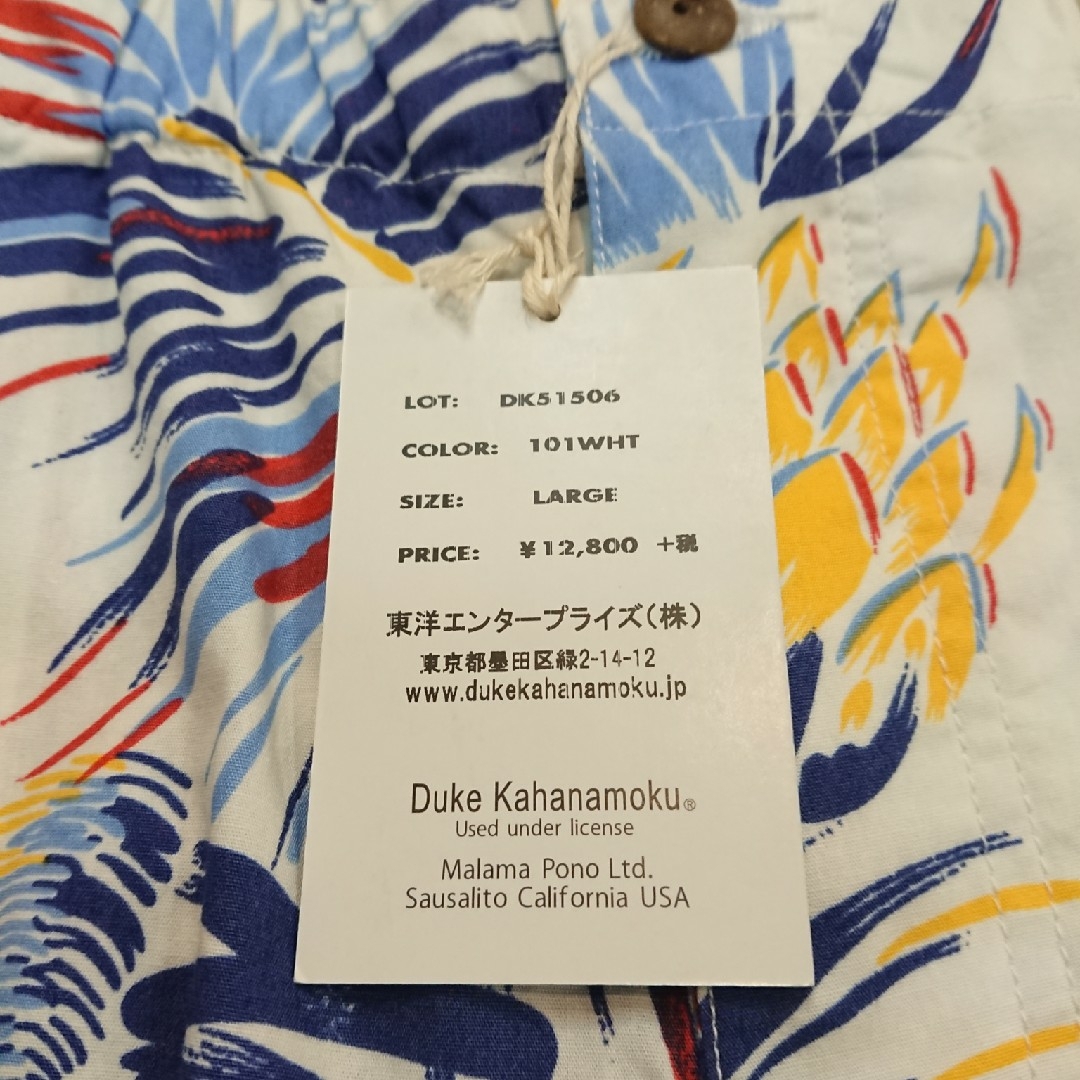 LOT: DK51506
COLOR: 101WHT
SIZE: LARGE
PRICE: ¥12,800 +税
東洋エンタープライズ(株)
東京都墨田区緑2-14-12
www.dukekahanamoku.jp
Duke Kahanamoku®
Used under license
Malama Pono Ltd.
Sausalito California USA